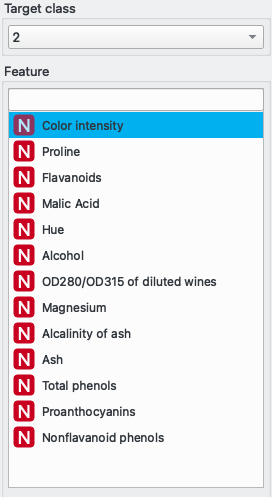 Target class
2
Feature
N Color intensity
N Proline
N Flavanoids
N Malic Acid
N Hue
N Alcohol
N OD280/OD315 of diluted wines
N Magnesium
N Alcalinity of ash
N Ash
N Total phenols
N Proanthocyanins
N Nonflavanoid phenols